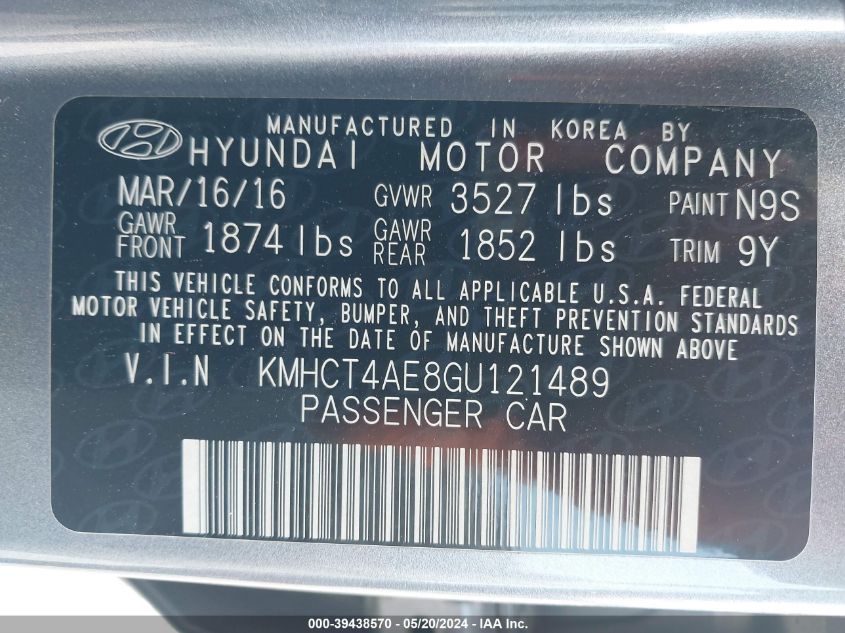 MANUFACTURED IN KOREA BY
HYUNDAI MOTOR COMPANY
MAR/16/16 GVWR 3527 lbs PAINT N9S
GAWR FRONT 1874 lbs GAWR REAR 1852 lbs TRIM 9Y
THIS VEHICLE CONFORMS TO ALL APPLICABLE U.S.A. FEDERAL
MOTOR VEHICLE SAFETY, BUMPER, AND THEFT PREVENTION STANDARDS
IN EFFECT ON THE DATE OF MANUFACTURE SHOWN ABOVE
V.I.N KMHCT4AE8GU121489
PASSENGER CAR
000-39438570 - 05/20/2024 - IAAI.com